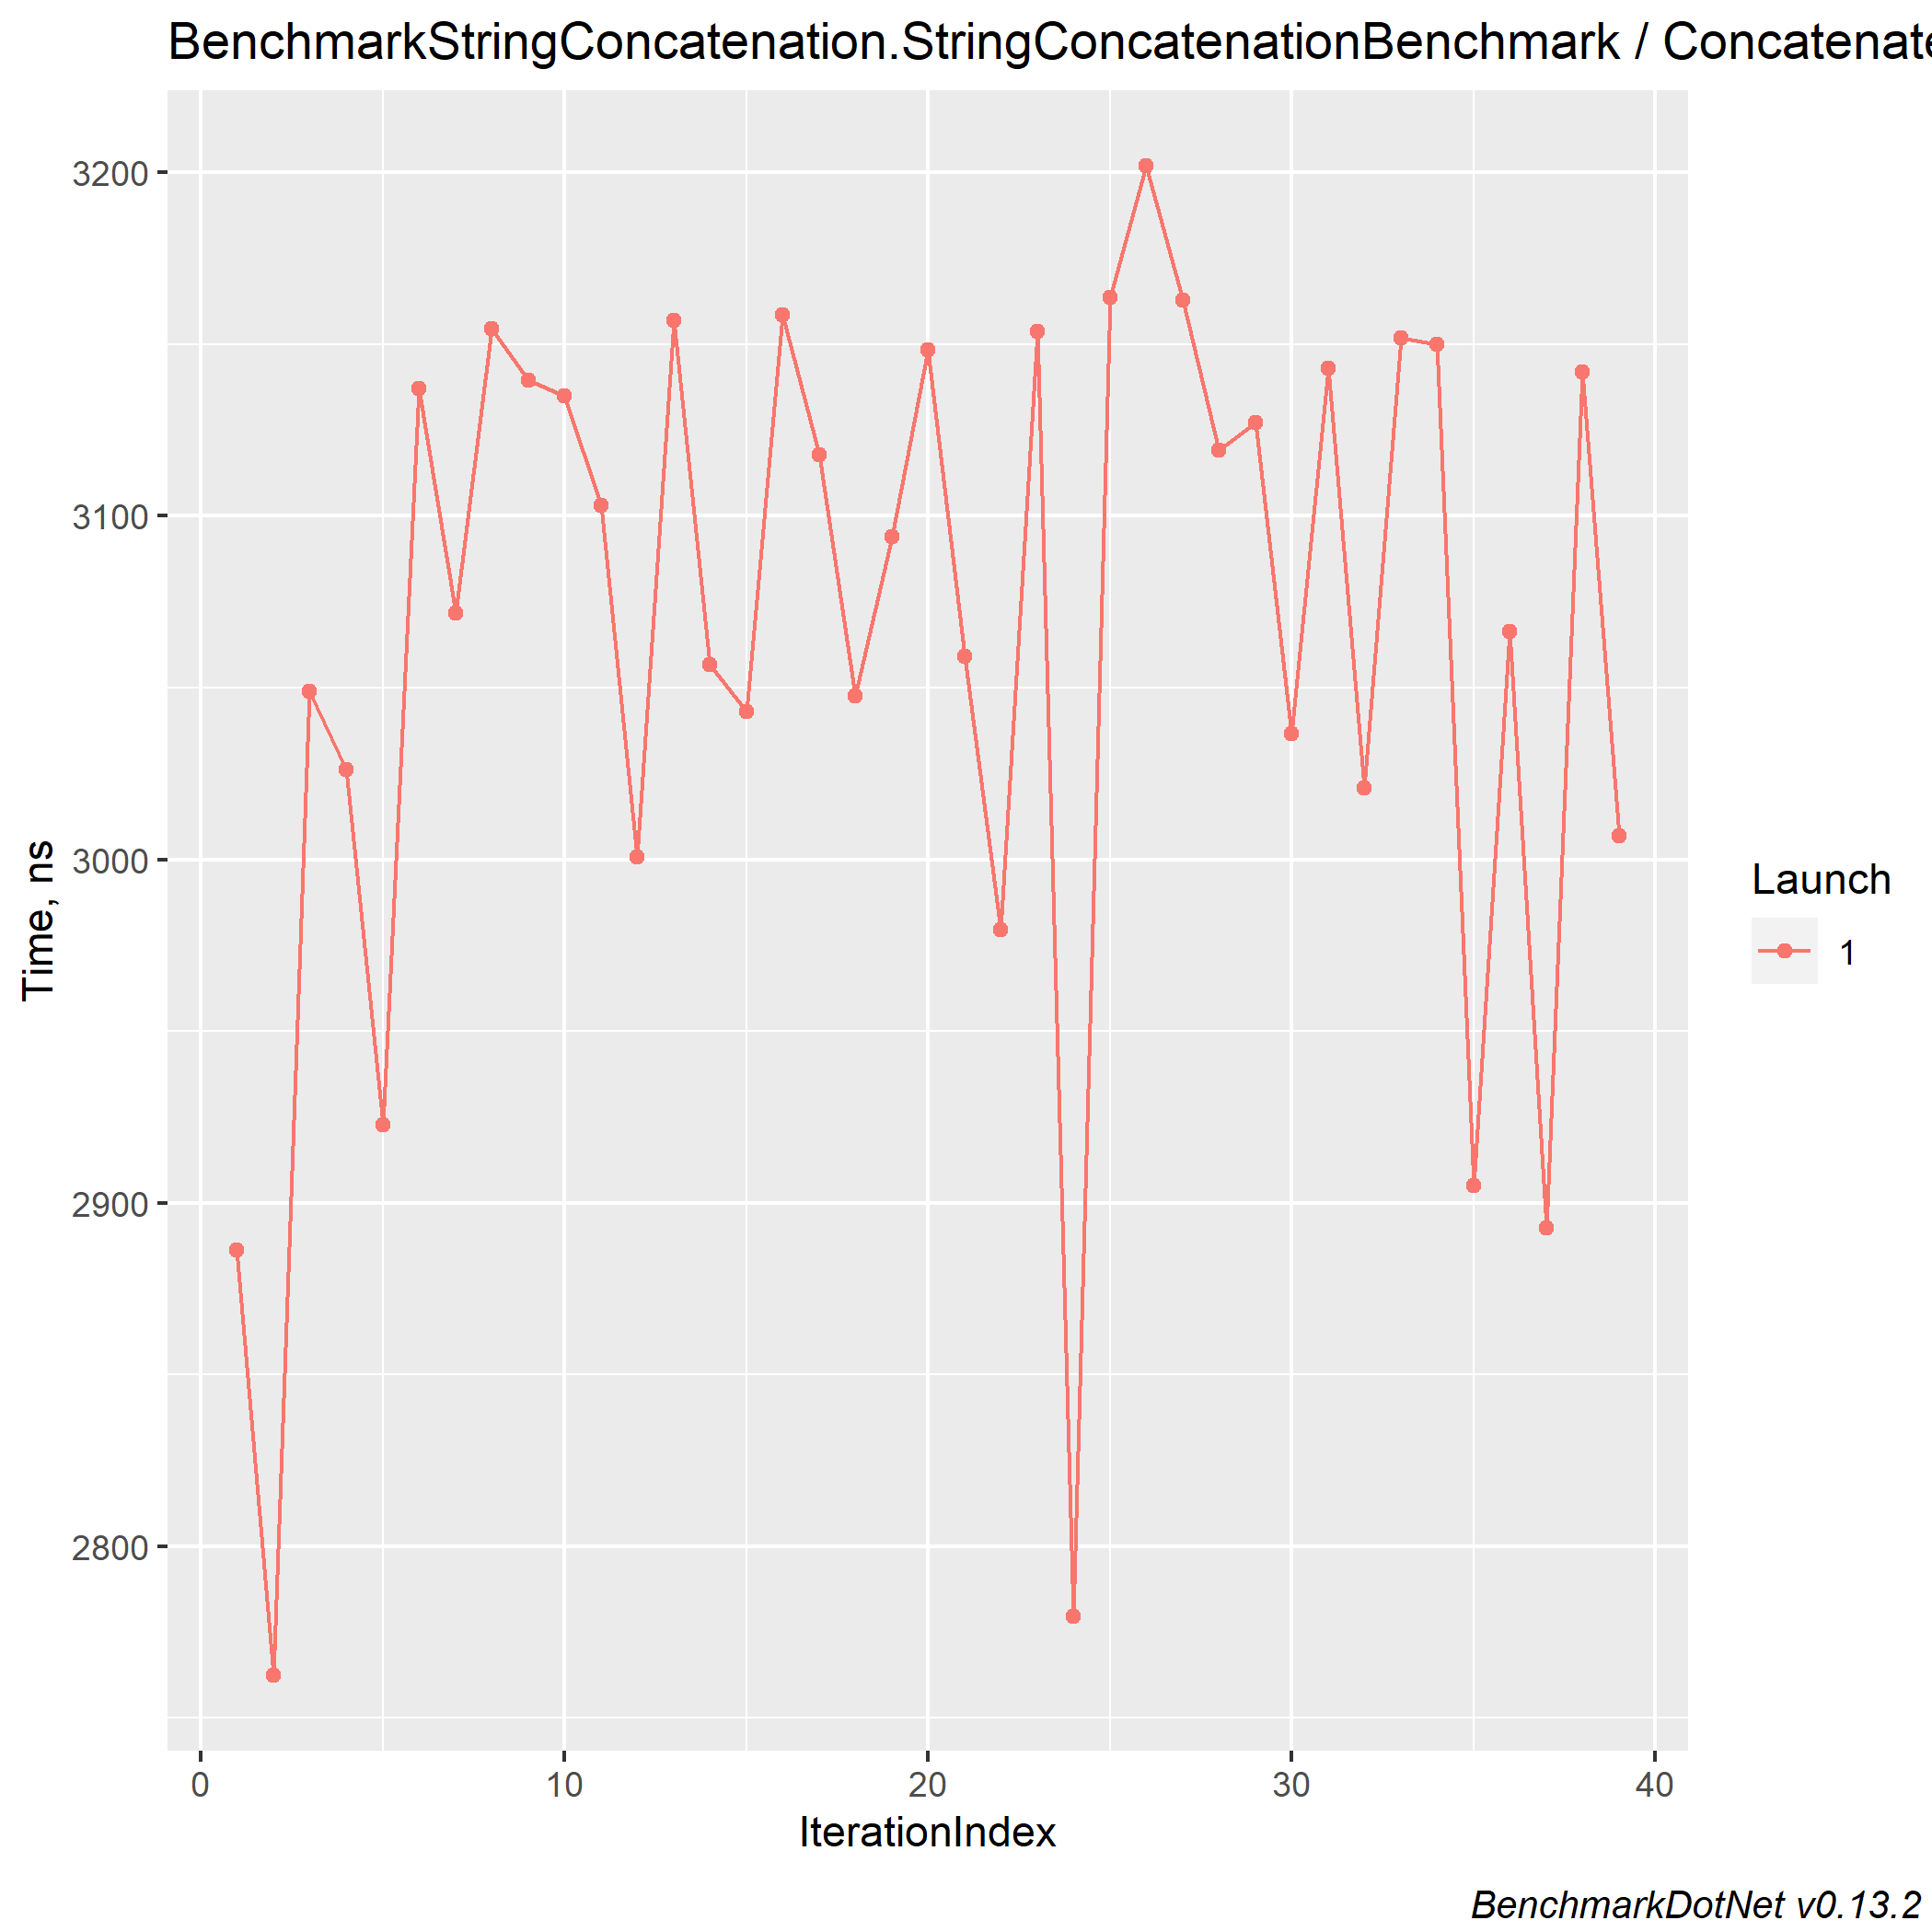 BenchmarkStringConcatenation.StringConcatenationBenchmark / Concatenate
3200
3100
3000
2900
2800
Time, ns
0 10 20 30 40
IterationIndex
Launch
1
BenchmarkDotNet v0.13.2